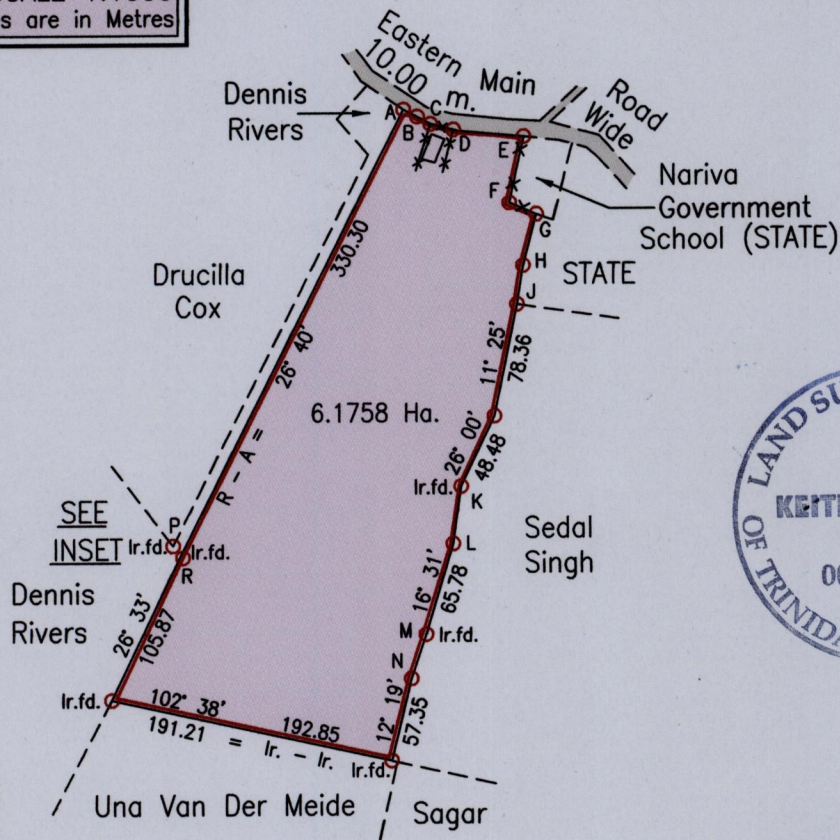 s are in Metres
Eastern Main Road
10.00 m. Wide
Dennis
Rivers
A
B
C
D
E
F
G
H
J
Nariva
Government
School (STATE)
STATE
Drucilla
Cox
330.30
26° 40'
R - A =
6.1758 Ha.
11° 25'
78.36
26° 00'
48.48
Ir.fd.
K
L
Sedal
Singh
16° 31'
65.78
M
Ir.fd.
N
12° 19'
57.35
SEE
INSET
P
Ir.fd.
Ir.fd.
R
Dennis
Rivers
26° 33'
105.87
Ir.fd.
102° 38'
192.85
191.21 = Ir. - Ir.
Ir.fd.
Una Van Der Meide
Sagar
LAND SU
KEIT
OF TRINID